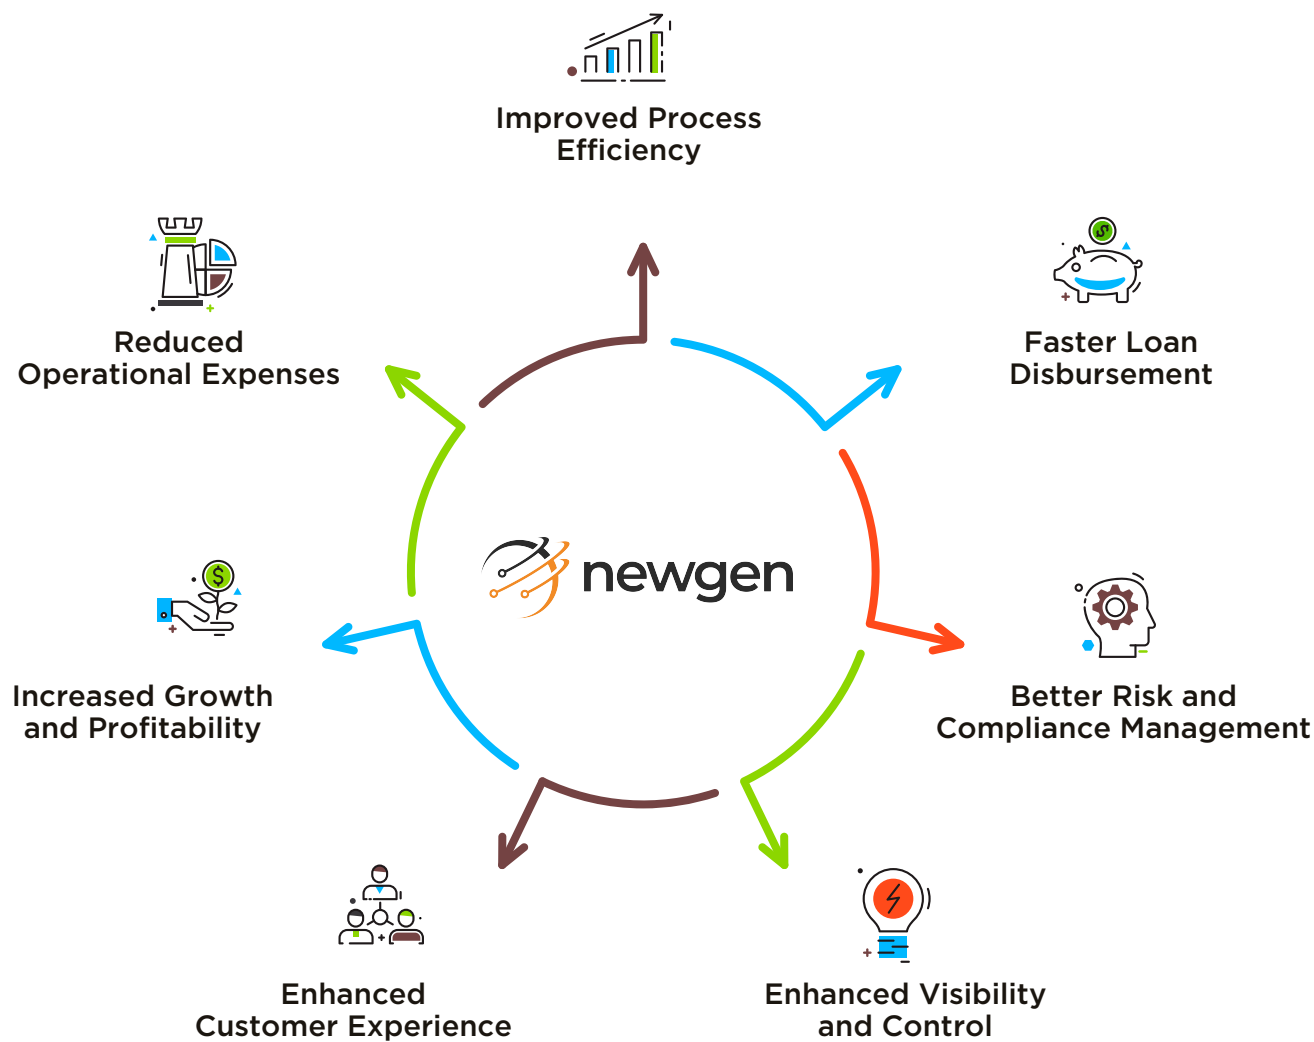 Improved Process
Efficiency
Reduced
Operational Expenses
Faster Loan
Disbursement
newgen
Increased Growth
and Profitability
Better Risk and
Compliance Management
Enhanced
Customer Experience
Enhanced Visibility
and Control